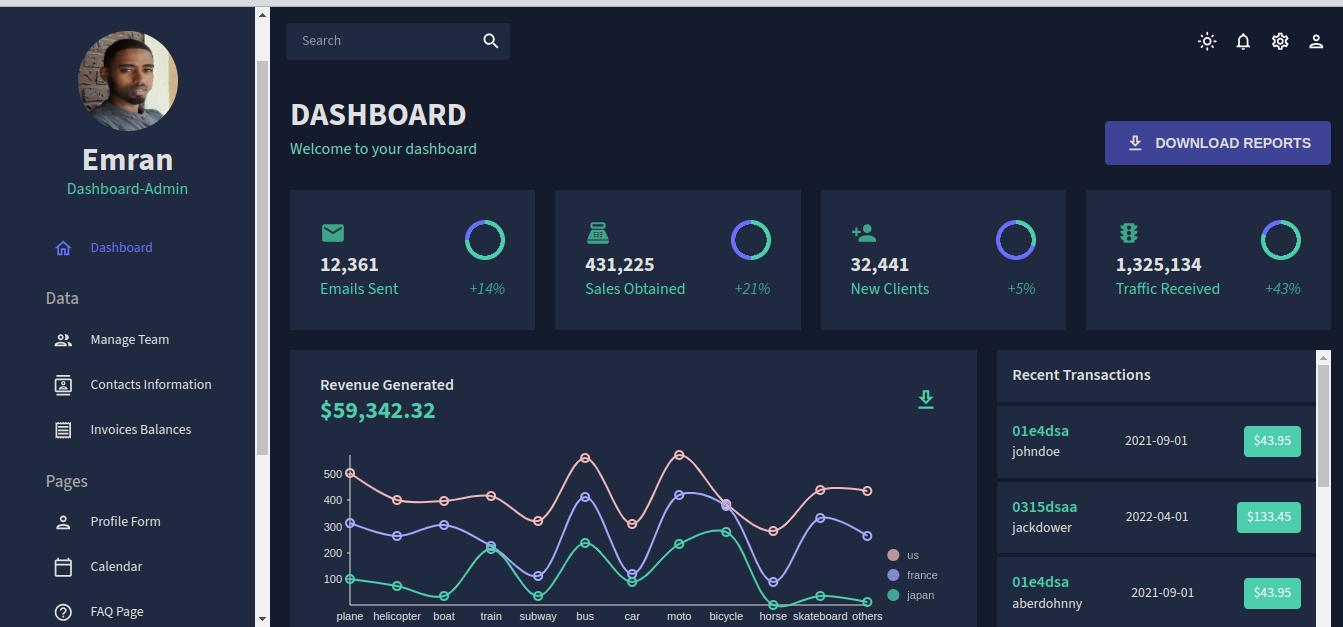 Emran
Dashboard-Admin
Dashboard
Data
Manage Team
Contacts Information
Invoices Balances
Pages
Profile Form
Calendar
FAQ Page
Search
DASHBOARD
Welcome to your dashboard
DOWNLOAD REPORTS
12,361
Emails Sent +14%
431,225
Sales Obtained +21%
32,441
New Clients +5%
1,325,134
Traffic Received +43%
Revenue Generated
$59,342.32
500
400
300
200
100
plane helicopter boat train subway bus car moto bicycle horse skateboard others
us
france
japan
Recent Transactions
01e4dsa
johndoe
2021-09-01
$43.95
0315dsaa
jackdower
2022-04-01
$133.45
01e4dsa
aberdohnny
2021-09-01
$43.95